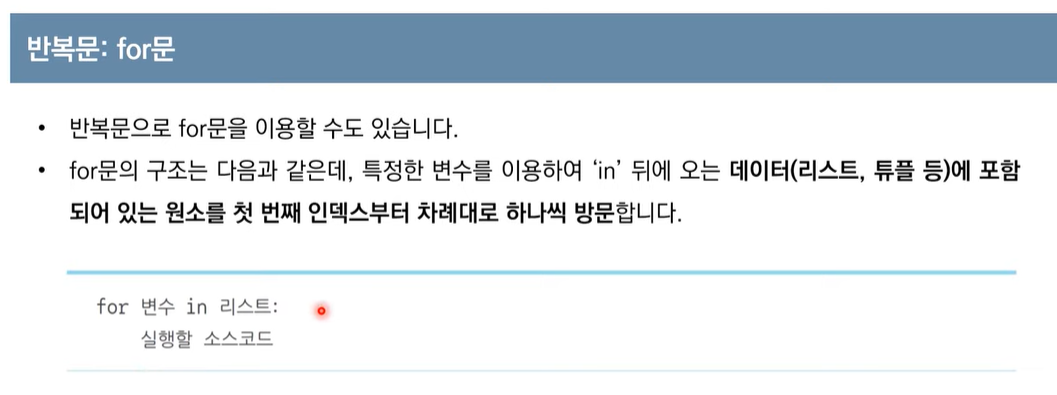 반복문: for문
• 반복문으로 for문을 이용할 수도 있습니다.
• for문의 구조는 다음과 같은데, 특정한 변수를 이용하여 ‘in’ 뒤에 오는 데이터(리스트, 튜플 등)에 포함
되어 있는 원소를 첫 번째 인덱스부터 차례대로 하나씩 방문합니다.
for 변수 in 리스트:
    실행할 소스코드